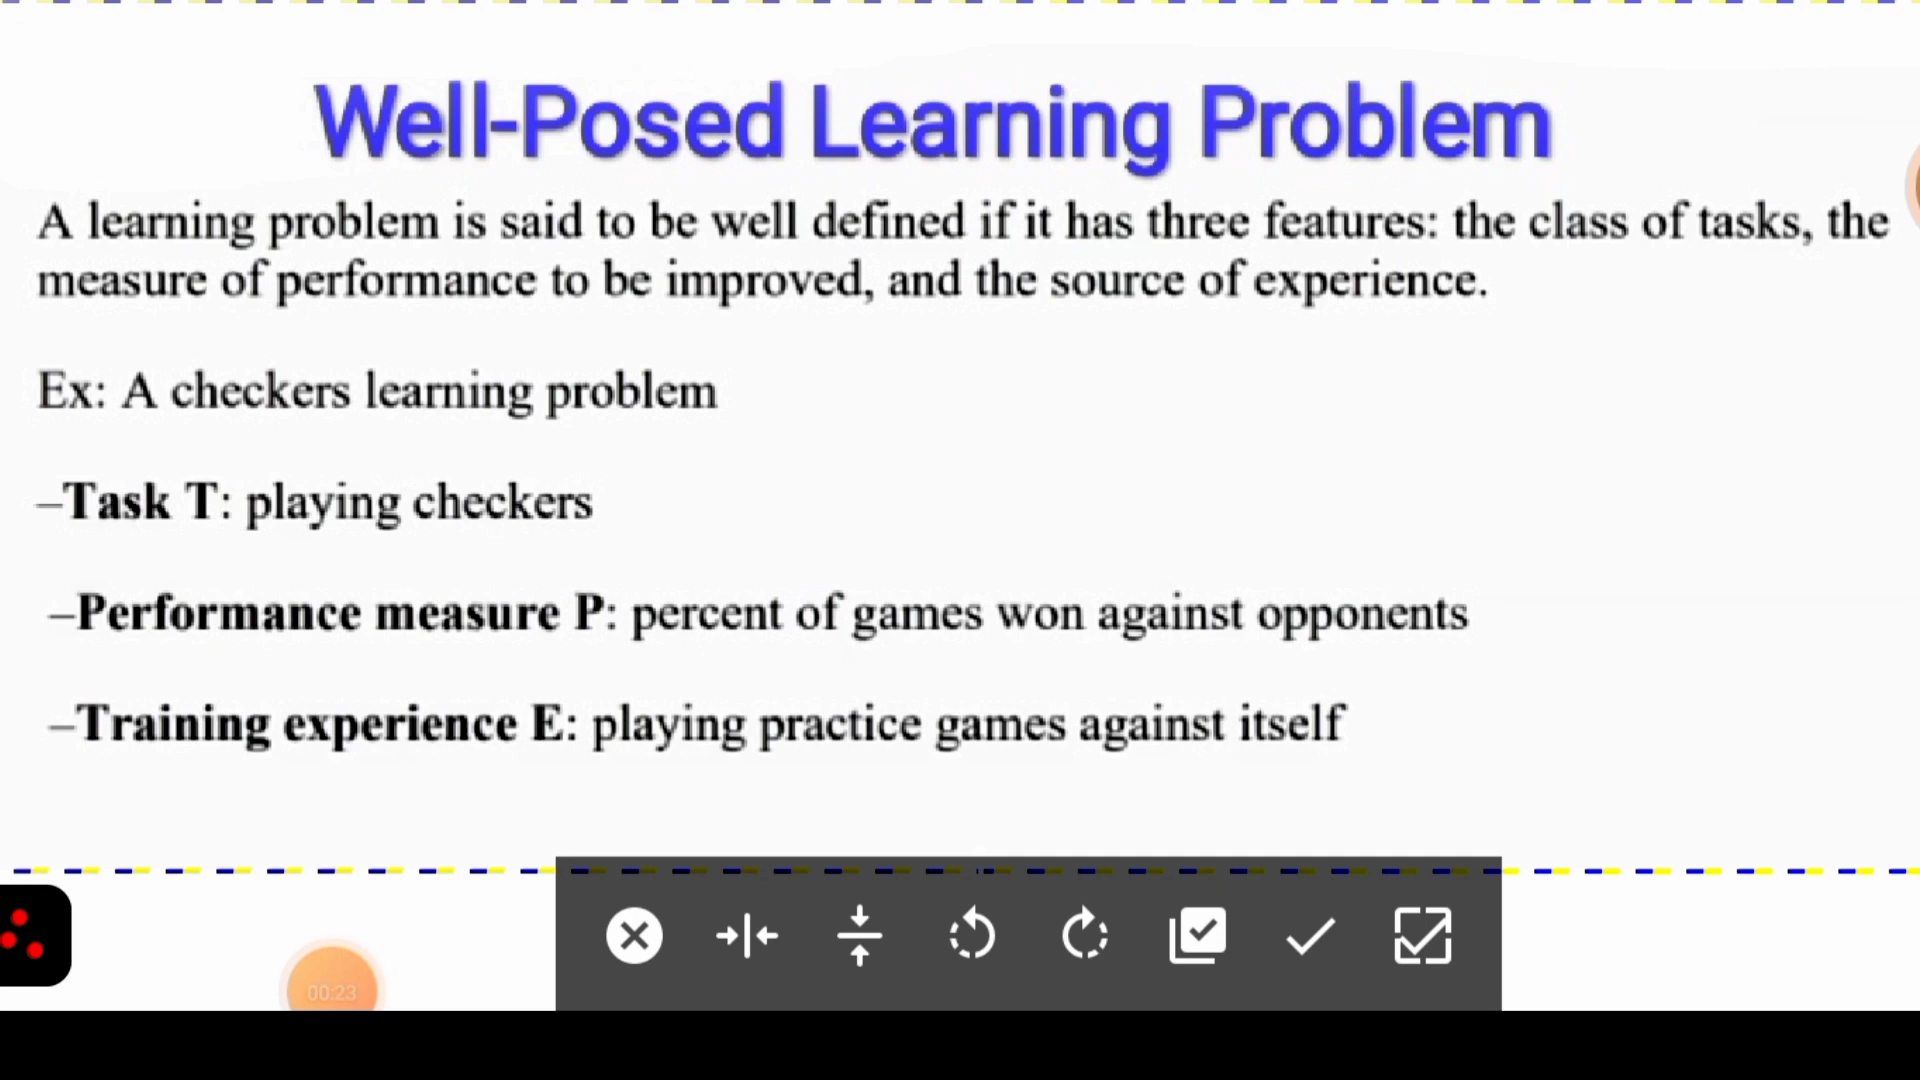 Well-Posed Learning Problem
A learning problem is said to be well defined if it has three features: the class of tasks, the
measure of performance to be improved, and the source of experience.
Ex: A checkers learning problem
–Task T: playing checkers
–Performance measure P: percent of games won against opponents
–Training experience E: playing practice games against itself
00:23